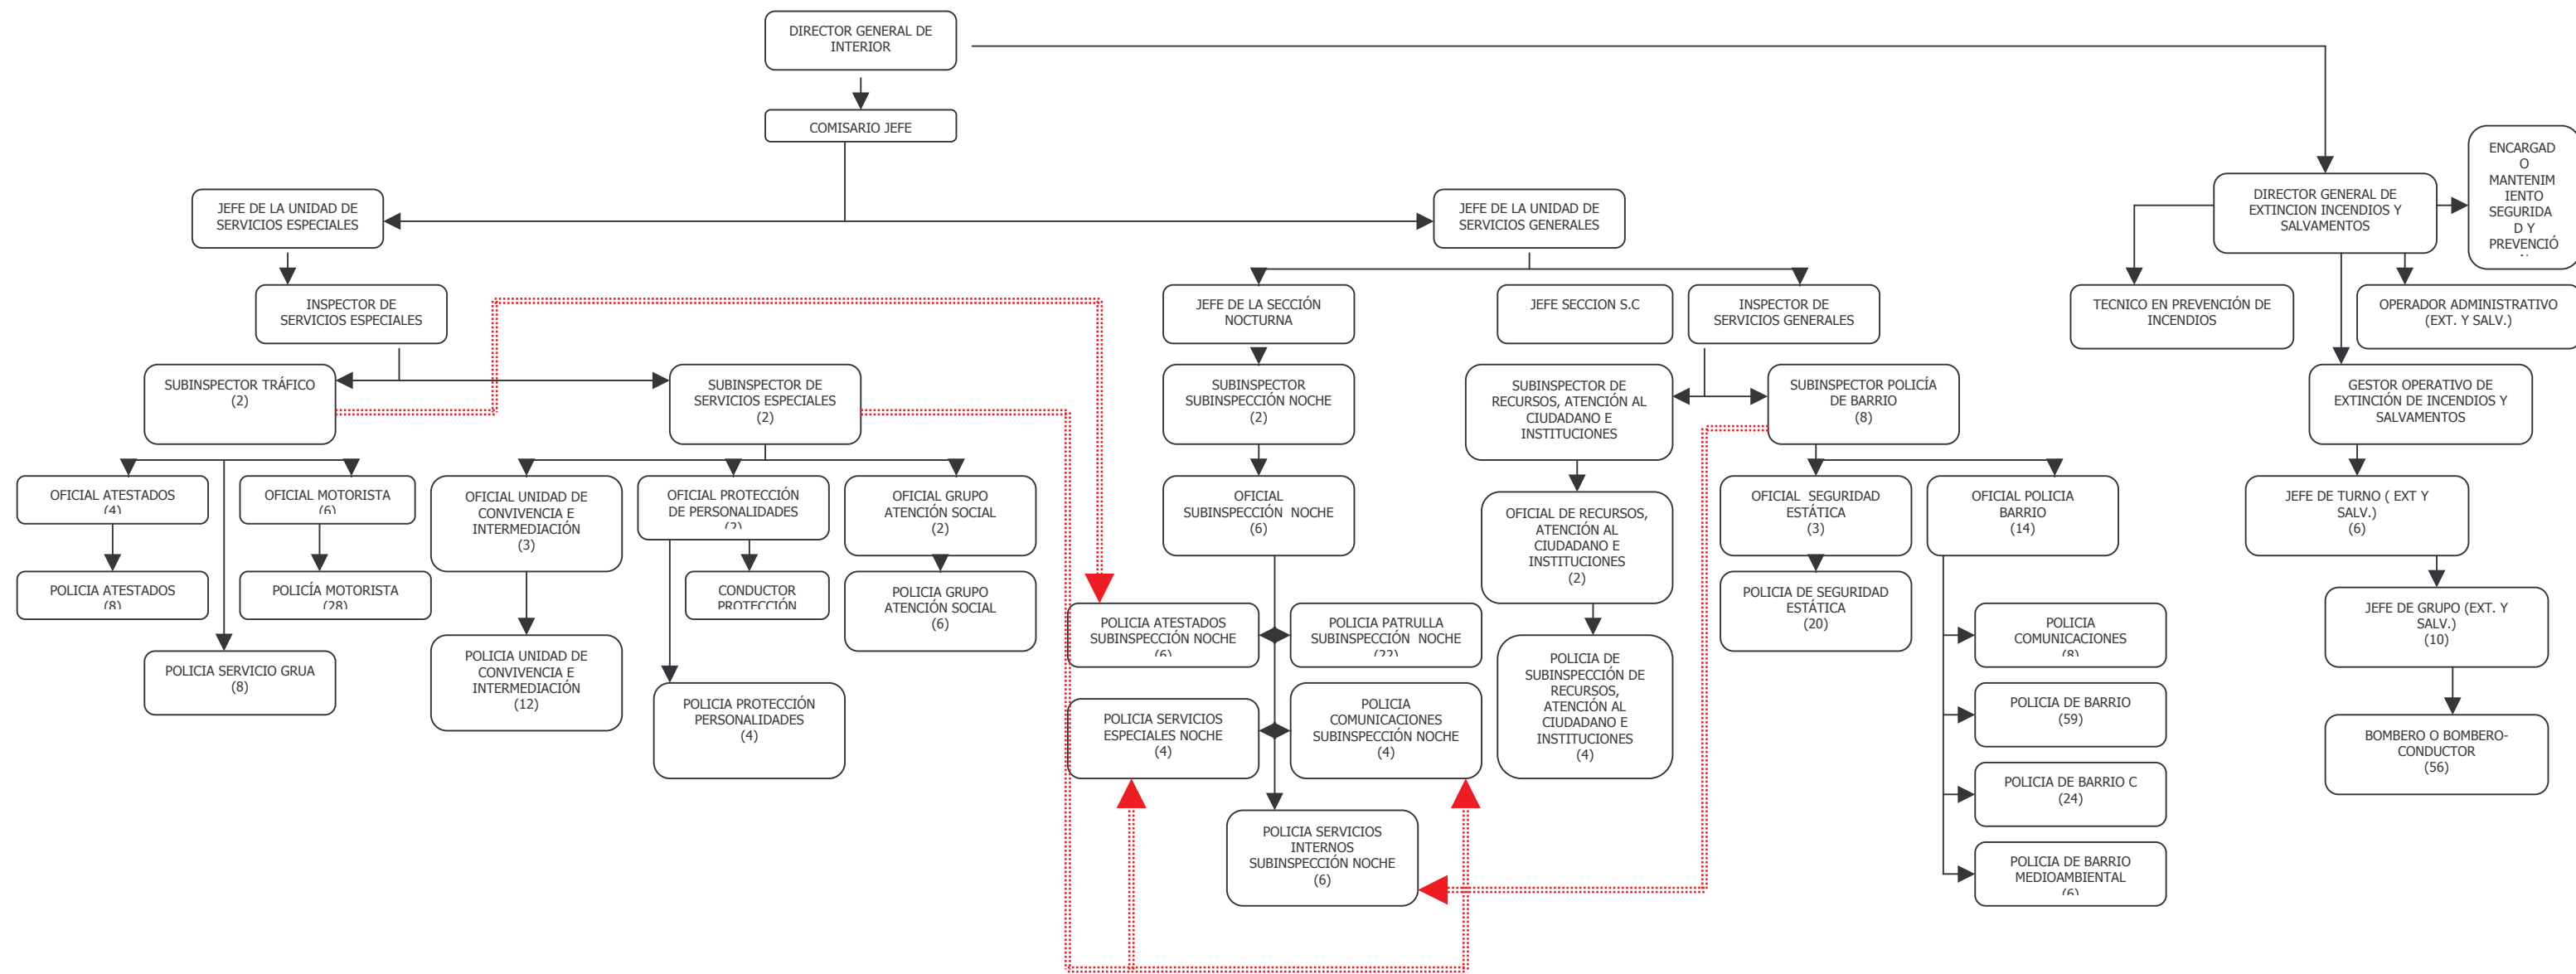 DIRECTOR GENERAL DE
INTERIOR
COMISARIO JEFE
JEFE DE LA UNIDAD DE
SERVICIOS ESPECIALES
JEFE DE LA UNIDAD DE
SERVICIOS GENERALES
DIRECTOR GENERAL DE
EXTINCION INCENDIOS Y
SALVAMENTOS
ENCARGAD
O
MANTENIM
IENTO
SEGURIDA
D Y
PREVENCIÓ
INSPECTOR DE
SERVICIOS ESPECIALES
JEFE DE LA SECCIÓN
NOCTURNA
JEFE SECCION S.C
INSPECTOR DE
SERVICIOS GENERALES
TECNICO EN PREVENCIÓN DE
INCENDIOS
OPERADOR ADMINISTRATIVO
(EXT. Y SALV.)
SUBINSPECTOR TRÁFICO
(2)
SUBINSPECTOR DE
SERVICIOS ESPECIALES
(2)
SUBINSPECTOR
SUBINSPECCIÓN NOCHE
(2)
SUBINSPECTOR DE
RECURSOS, ATENCIÓN AL
CIUDADANO E
INSTITUCIONES
SUBINSPECTOR POLICÍA
DE BARRIO
(8)
GESTOR OPERATIVO DE
EXTINCIÓN DE INCENDIOS Y
SALVAMENTOS
OFICIAL ATESTADOS
(4)
OFICIAL MOTORISTA
(6)
OFICIAL UNIDAD DE
CONVIVENCIA E
INTERMEDIACIÓN
(3)
OFICIAL PROTECCIÓN
DE PERSONALIDADES
(2)
OFICIAL GRUPO
ATENCIÓN SOCIAL
(2)
OFICIAL
SUBINSPECCIÓN NOCHE
(6)
OFICIAL DE RECURSOS,
ATENCIÓN AL
CIUDADANO E
INSTITUCIONES
(2)
OFICIAL SEGURIDAD
ESTÁTICA
(3)
OFICIAL POLICIA
BARRIO
(14)
JEFE DE TURNO ( EXT Y
SALV.)
(6)
POLICIA ATESTADOS
(8)
POLICÍA MOTORISTA
(28)
CONDUCTOR
PROTECCIÓN
POLICIA GRUPO
ATENCIÓN SOCIAL
(6)
POLICIA DE SEGURIDAD
ESTÁTICA
(20)
JEFE DE GRUPO (EXT. Y
SALV.)
(10)
POLICIA ATESTADOS
SUBINSPECCIÓN NOCHE
(6)
POLICIA PATRULLA
SUBINSPECCIÓN NOCHE
(22)
POLICIA
COMUNICACIONES
(8)
POLICIA SERVICIO GRUA
(8)
POLICIA UNIDAD DE
CONVIVENCIA E
INTERMEDIACIÓN
(12)
POLICIA DE
SUBINSPECCIÓN DE
RECURSOS,
ATENCIÓN AL
CIUDADANO E
INSTITUCIONES
(4)
POLICIA PROTECCIÓN
PERSONALIDADES
(4)
POLICIA SERVICIOS
ESPECIALES NOCHE
(4)
POLICIA
COMUNICACIONES
SUBINSPECCIÓN NOCHE
(4)
POLICIA DE BARRIO
(59)
BOMBERO O BOMBERO-
CONDUCTOR
(56)
POLICIA DE BARRIO C
(24)
POLICIA SERVICIOS
INTERNOS
SUBINSPECCIÓN NOCHE
(6)
POLICIA DE BARRIO
MEDIOAMBIENTAL
(6)